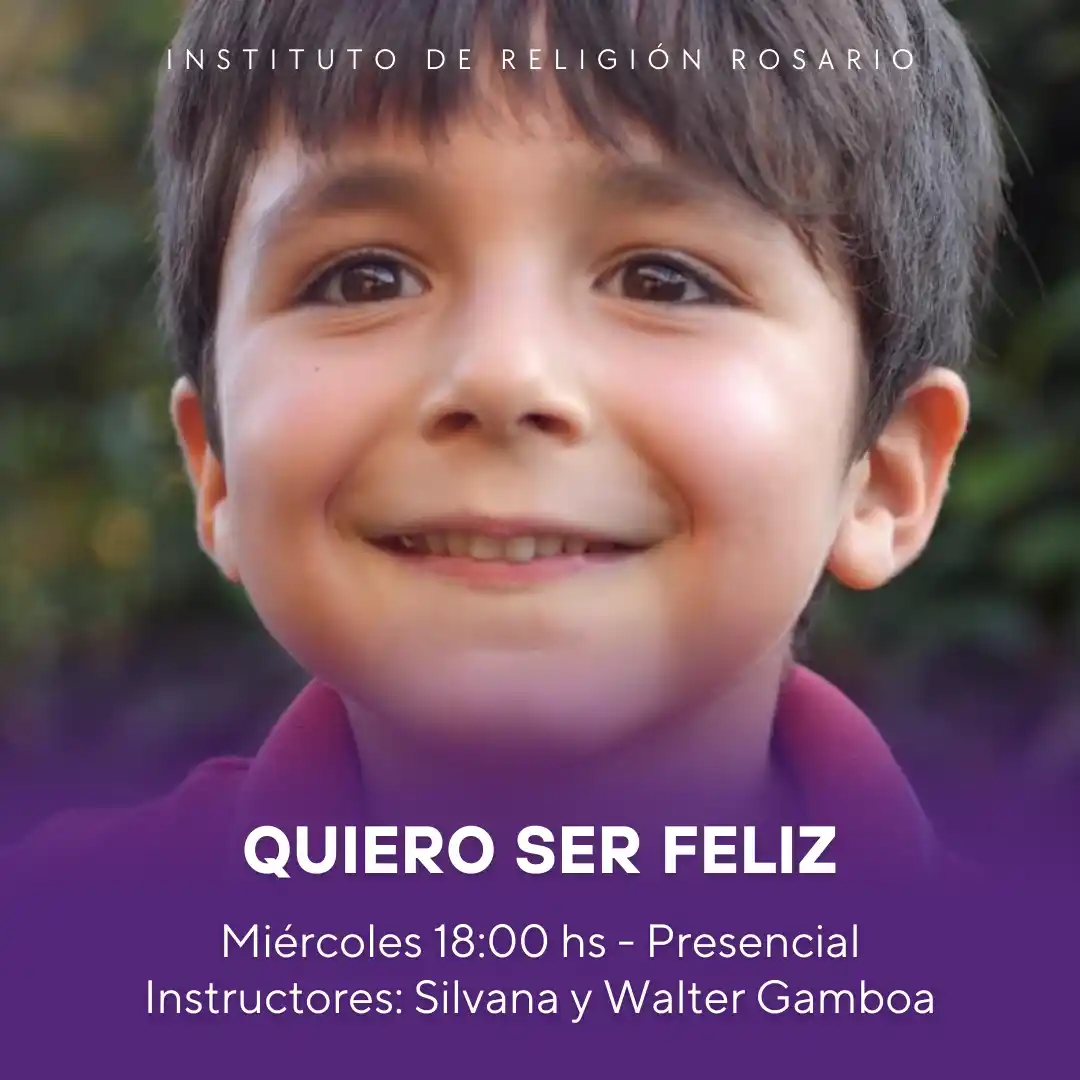 INSTITUTO DE RELIGIÓN ROSARIO
QUIERO SER FELIZ
Miércoles 18:00 hs - Presencial
Instructores: Silvana y Walter Gamboa